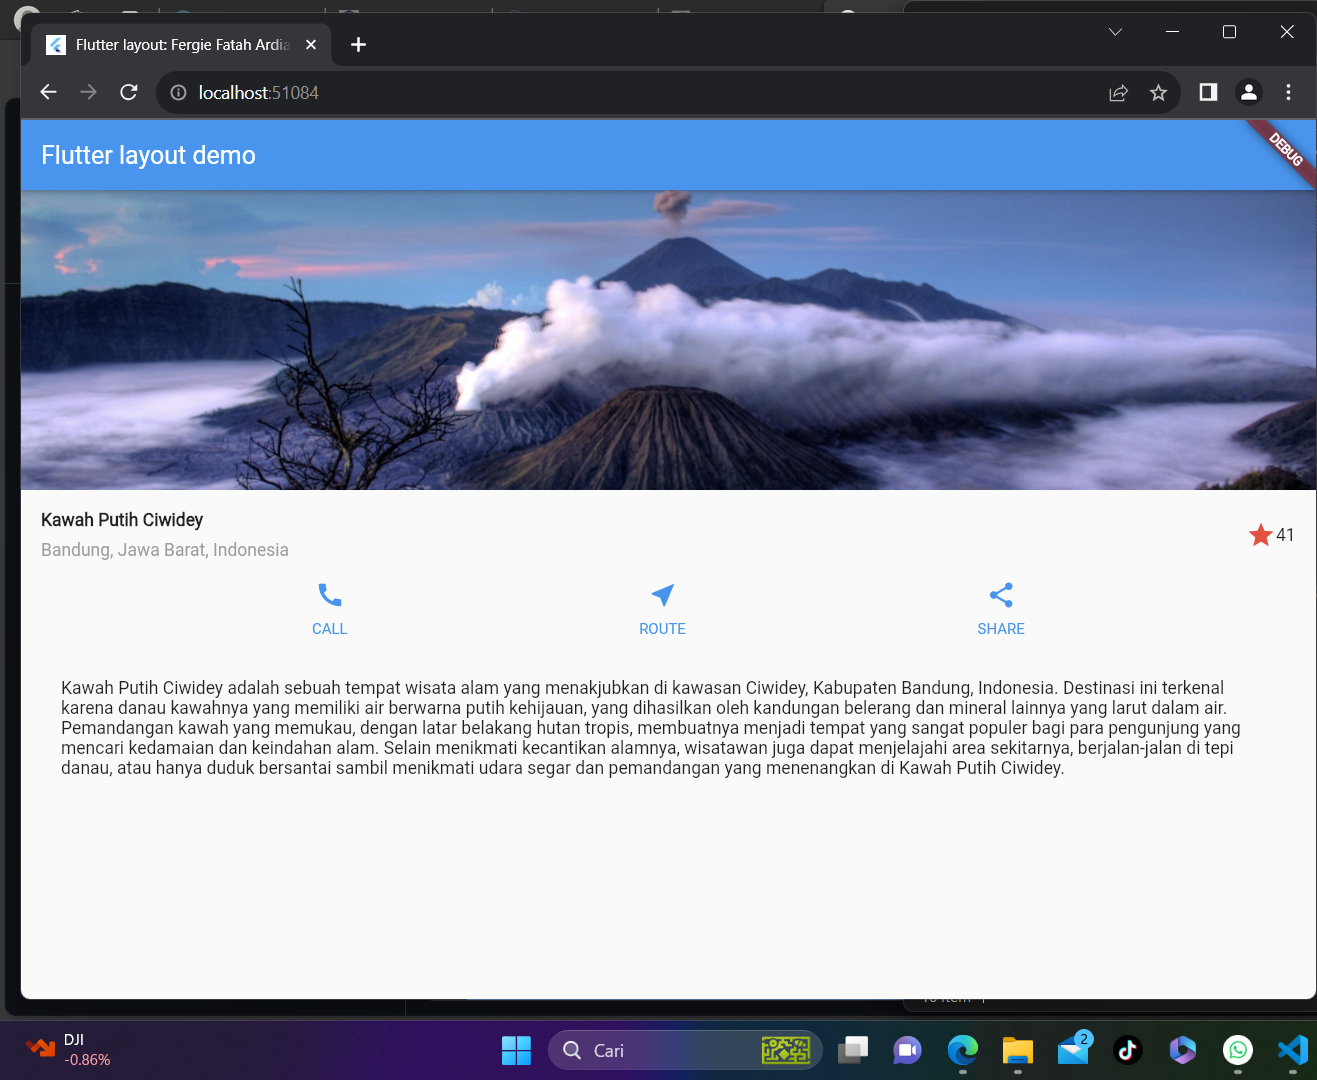 Flutter layout: Fergie Fatah Ardia
localhost:51084
Flutter layout demo
DEBUG
Kawah Putih Ciwidey
Bandung, Jawa Barat, Indonesia
41
CALL
ROUTE
SHARE
Kawah Putih Ciwidey adalah sebuah tempat wisata alam yang menakjubkan di kawasan Ciwidey, Kabupaten Bandung, Indonesia. Destinasi ini terkenal
karena danau kawahnya yang memiliki air berwarna putih kehijauan, yang dihasilkan oleh kandungan belerang dan mineral lainnya yang larut dalam air.
Pemandangan kawah yang memukau, dengan latar belakang hutan tropis, membuatnya menjadi tempat yang sangat populer bagi para pengunjung yang
mencari kedamaian dan keindahan alam. Selain menikmati kecantikan alamnya, wisatawan juga dapat menjelajahi area sekitarnya, berjalan-jalan di tepi
danau, atau hanya duduk bersantai sambil menikmati udara segar dan pemandangan yang menenangkan di Kawah Putih Ciwidey.
DJI
-0.86%
Cari
2